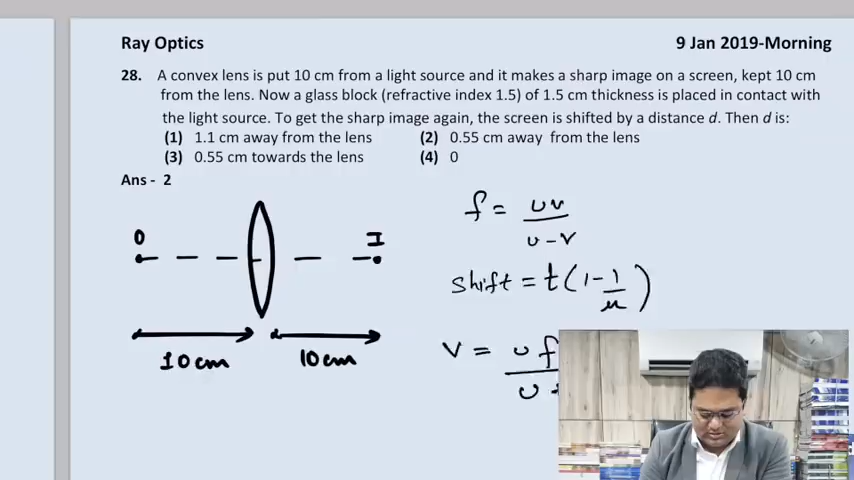 Ray Optics 9 Jan 2019-Morning
28. A convex lens is put 10 cm from a light source and it makes a sharp image on a screen, kept 10 cm
from the lens. Now a glass block (refractive index 1.5) of 1.5 cm thickness is placed in contact with
the light source. To get the sharp image again, the screen is shifted by a distance d. Then d is:
(1) 1.1 cm away from the lens (2) 0.55 cm away from the lens
(3) 0.55 cm towards the lens (4) 0
Ans - 2
f = uv
u - v
O I
shift = t(1 - 1
μ)
v = uf
u +
10cm 10cm